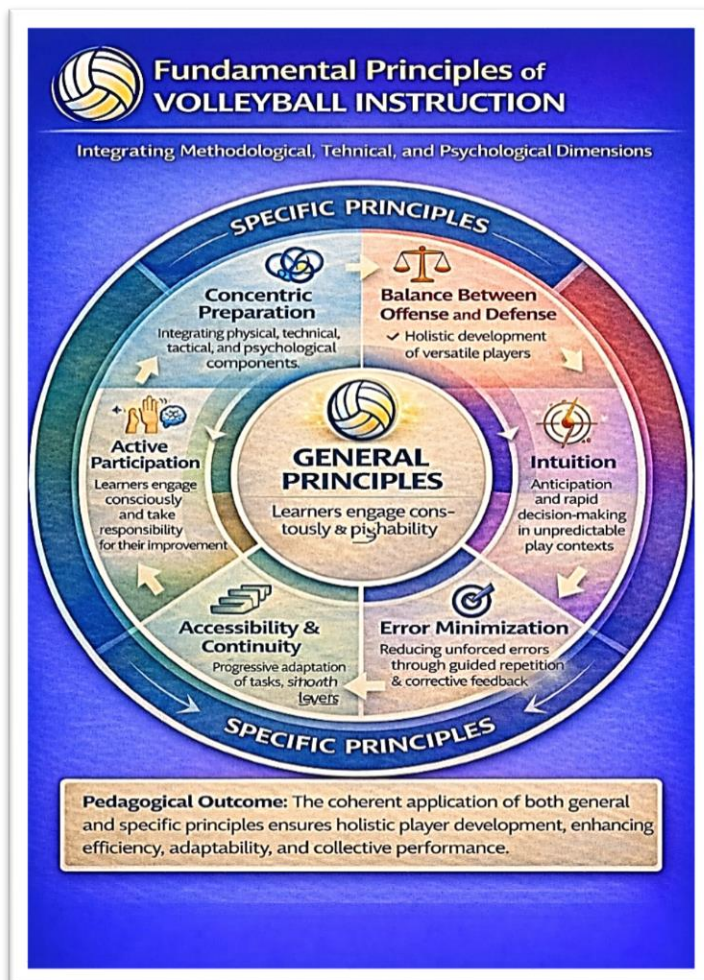 Fundamental Principles of
VOLLEYBALL INSTRUCTION
Integrating Methodological, Tehnical, and Psychological Dimensions
SPECIFIC PRINCIPLES
Concentric
Preparation
Integrating physical, technical,
tactical, and psychological
components.
Balance Between
Offense and Defense
✓ Holistic development
of versatile players
Active
Participation
Learners engage
consciously
and take
responsibility
for their improvement
GENERAL
PRINCIPLES
Learners engage cons-
tously &
Intuition
Anticipation
and rapid
decision-making
in unpredictable
play contexts
Accessibility &
Continuity
Progressive adaptation
of tasks,
Error Minimization
Reducing unforced errors
through guided repetition
& corrective feedback
SPECIFIC PRINCIPLES
Pedagogical Outcome: The coherent application of both general
and specific principles ensures holistic player development, enhancing
efficiency, adaptability, and collective performance.